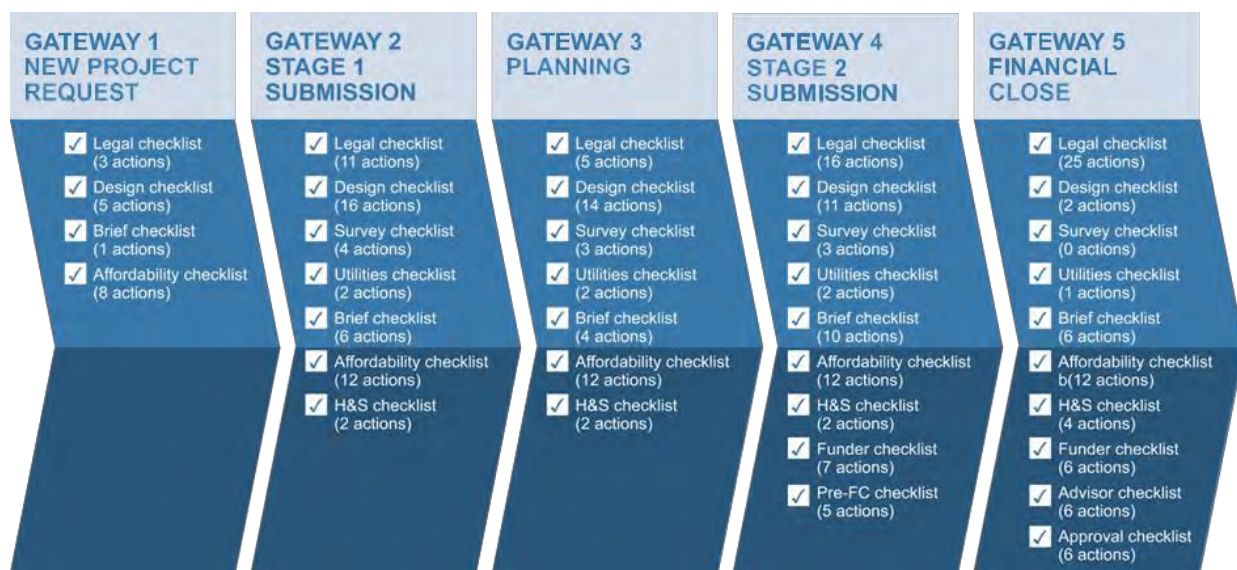 GATEWAY 1
NEW PROJECT
REQUEST
Legal checklist
(3 actions)
Design checklist
(5 actions)
Brief checklist
(1 actions)
Affordability checklist
(8 actions)
GATEWAY 2
STAGE 1
SUBMISSION
Legal checklist
(11 actions)
Design checklist
(16 actions)
Survey checklist
(4 actions)
Utilities checklist
(2 actions)
Brief checklist
(6 actions)
Affordability checklist
(12 actions)
H&S checklist
(2 actions)
GATEWAY 3
PLANNING
Legal checklist
(5 actions)
Design checklist
(14 actions)
Survey checklist
(3 actions)
Utilities checklist
(2 actions)
Brief checklist
(4 actions)
Affordability checklist
(12 actions)
H&S checklist
(2 actions)
GATEWAY 4
STAGE 2
SUBMISSION
Legal checklist
(16 actions)
Design checklist
(11 actions)
Survey checklist
(3 actions)
Utilities checklist
(2 actions)
Brief checklist
(10 actions)
Affordability checklist
(12 actions)
H&S checklist
(2 actions)
Funder checklist
(7 actions)
Pre-FC checklist
(5 actions)
GATEWAY 5
FINANCIAL
CLOSE
Legal checklist
(25 actions)
Design checklist
(2 actions)
Survey checklist
(0 actions)
Utilities checklist
(1 actions)
Brief checklist
(6 actions)
Affordability checklist
b(12 actions)
H&S checklist
(4 actions)
Funder checklist
(6 actions)
Advisor checklist
(6 actions)
Approval checklist
(6 actions)